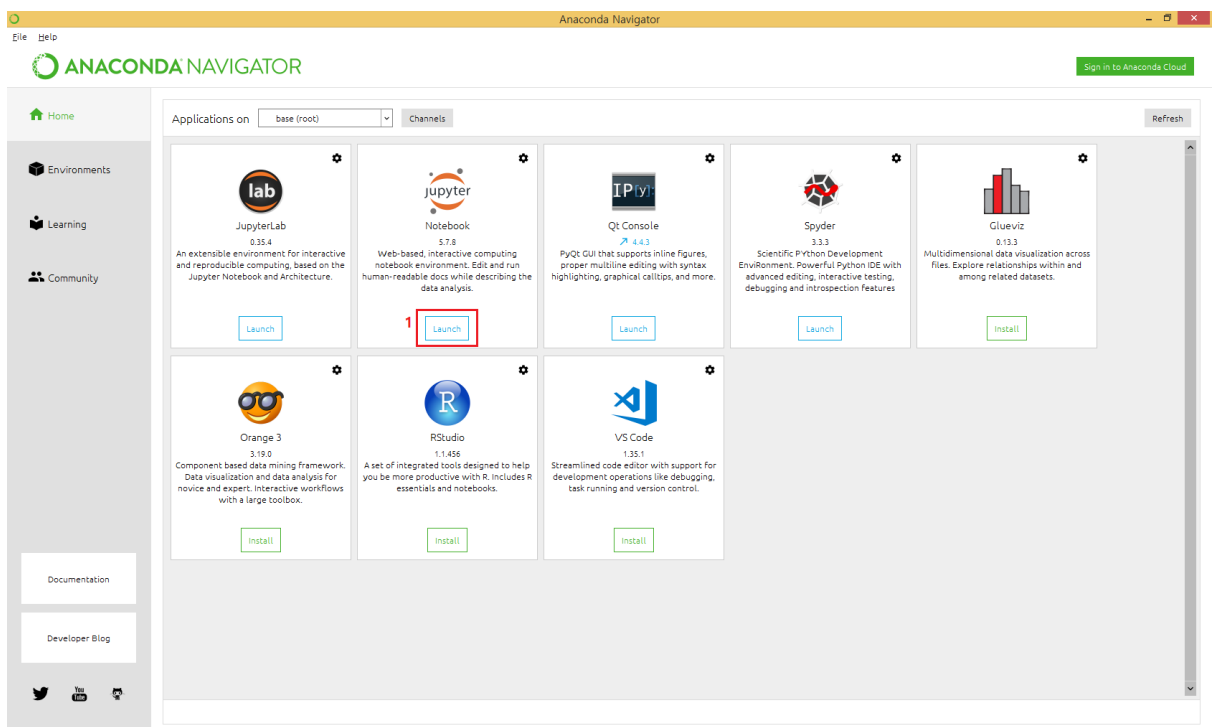 Anaconda Navigator
File Help
ANACONDA NAVIGATOR
Sign in to Anaconda Cloud
Home
Environments
Learning
Community
Documentation
Developer Blog
You
Tube
Applications on base (root) Channels Refresh
lab
JupyterLab
0.35.4
An extensible environment for interactive
and reproducible computing, based on the
Jupyter Notebook and Architecture.
Launch
jupyter
Notebook
5.7.8
Web-based, interactive computing
notebook environment. Edit and run
human-readable docs while describing the
data analysis.
1 Launch
IP[y]:
Qt Console
4.4.3
PyQt GUI that supports inline figures,
proper multiline editing with syntax
highlighting, graphical calltips, and more.
Launch
Spyder
3.3.3
Scientific PYthon Development
EnviRonment. Powerful Python IDE with
advanced editing, interactive testing,
debugging and introspection features
Launch
Glueviz
0.13.3
Multidimensional data visualization across
files. Explore relationships within and
among related datasets.
Install
Orange 3
3.19.0
Component based data mining framework.
Data visualization and data analysis for
novice and expert. Interactive workflows
with a large toolbox.
Install
R
RStudio
1.1.456
A set of integrated tools designed to help
you be more productive with R. Includes R
essentials and notebooks.
Install
VS Code
1.35.1
Streamlined code editor with support for
development operations like debugging,
task running and version control.
Install